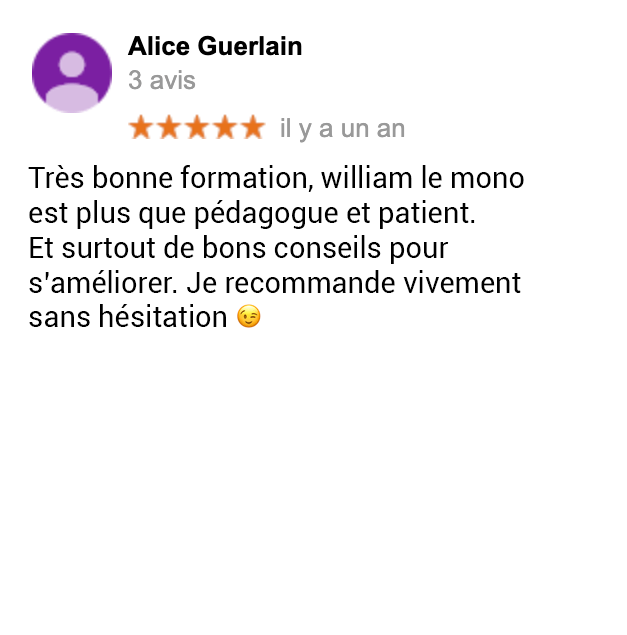 Alice Guerlain
3 avis
il y a un an
Très bonne formation, william le mono
est plus que pédagogue et patient.
Et surtout de bons conseils pour
s'améliorer. Je recommande vivement
sans hésitation 😉